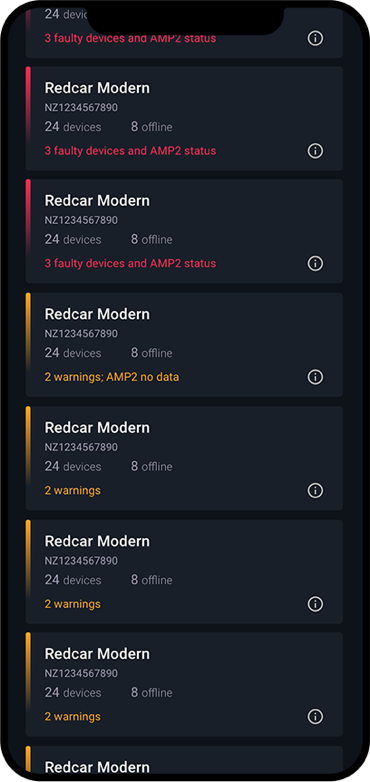 24
3 faulty devices and AMP2 status
Redcar Modern
NZ1234567890
24 devices 8 offline
3 faulty devices and AMP2 status
Redcar Modern
NZ1234567890
24 devices 8 offline
3 faulty devices and AMP2 status
Redcar Modern
NZ1234567890
24 devices 8 offline
2 warnings; AMP2 no data
Redcar Modern
NZ1234567890
24 devices 8 offline
2 warnings
Redcar Modern
NZ1234567890
24 devices 8 offline
2 warnings
Redcar Modern
NZ1234567890
24 devices 8 offline
2 warnings
Redcar Modern